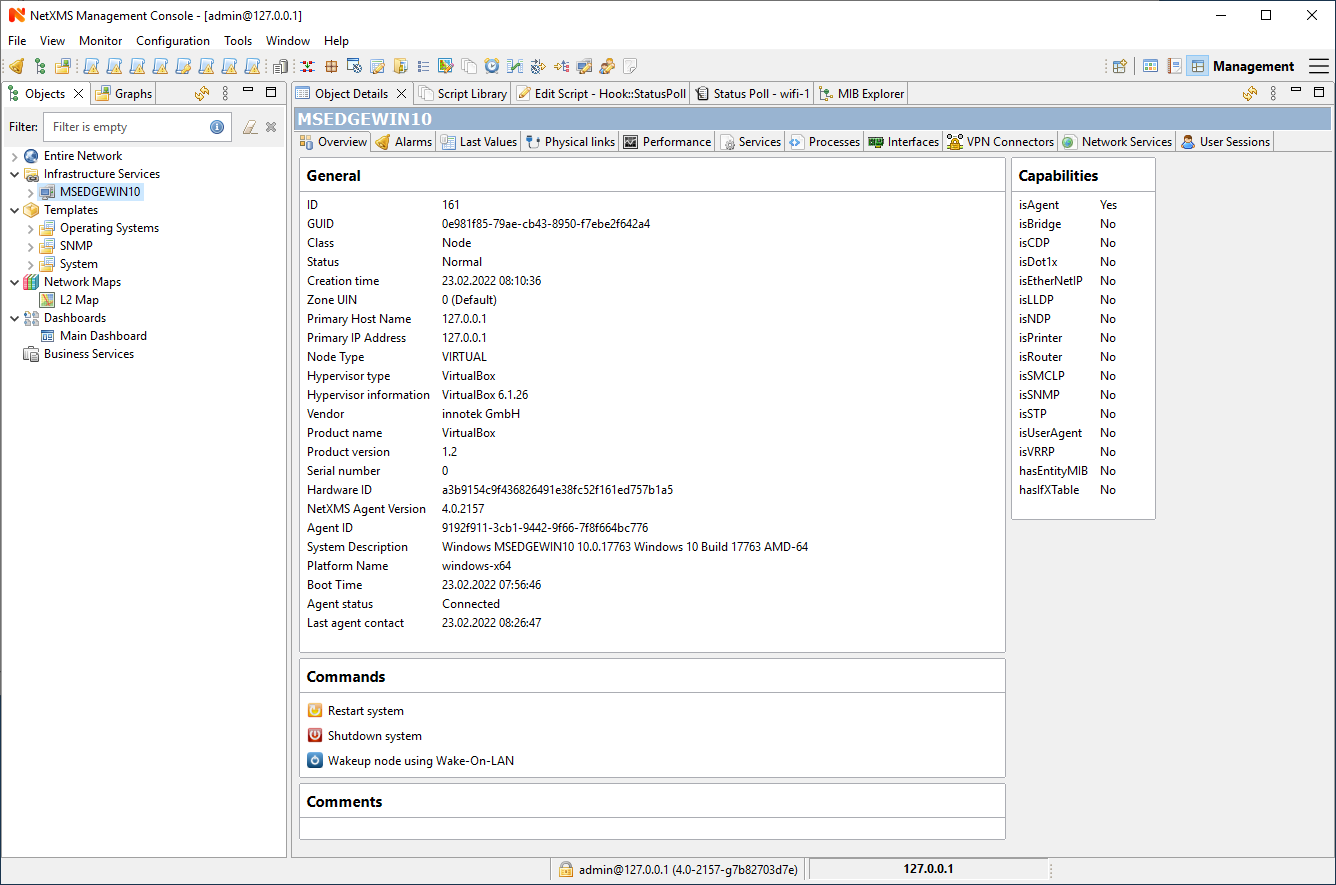 NetXMS Management Console - [admin@127.0.0.1]
File View Monitor Configuration Tools Window Help
Management
Objects Graphs
Object Details Script Library Edit Script - Hook::StatusPoll Status Poll - wifi-1 MIB Explorer
Filter: Filter is empty
MSEDGEWIN10
Overview Alarms Last Values Physical links Performance Services Processes Interfaces VPN Connectors Network Services User Sessions
Entire Network
Infrastructure Services
MSEDGEWIN10
Templates
Operating Systems
SNMP
System
Network Maps
L2 Map
Dashboards
Main Dashboard
Business Services
General
ID 161
GUID 0e981f85-79ae-cb43-8950-f7ebe2f642a4
Class Node
Status Normal
Creation time 23.02.2022 08:10:36
Zone UIN 0 (Default)
Primary Host Name 127.0.0.1
Primary IP Address 127.0.0.1
Node Type VIRTUAL
Hypervisor type VirtualBox
Hypervisor information VirtualBox 6.1.26
Vendor innotek GmbH
Product name VirtualBox
Product version 1.2
Serial number 0
Hardware ID a3b9154c9f436826491e38fc52f161ed757b1a5
NetXMS Agent Version 4.0.2157
Agent ID 9192f911-3cb1-9442-9f66-7f8f664bc776
System Description Windows MSEDGEWIN10 10.0.17763 Windows 10 Build 17763 AMD-64
Platform Name windows-x64
Boot Time 23.02.2022 07:56:46
Agent status Connected
Last agent contact 23.02.2022 08:26:47
Capabilities
isAgent Yes
isBridge No
isCDP No
isDot1x No
isEtherNetIP No
isLLDP No
isNDP No
isPrinter No
isRouter No
isSMCLP No
isSNMP No
isSTP No
isUserAgent No
isVRRP No
hasEntityMIB No
hasIfXTable No
Commands
Restart system
Shutdown system
Wakeup node using Wake-On-LAN
Comments
admin@127.0.0.1 (4.0-2157-g7b82703d7e) 127.0.0.1